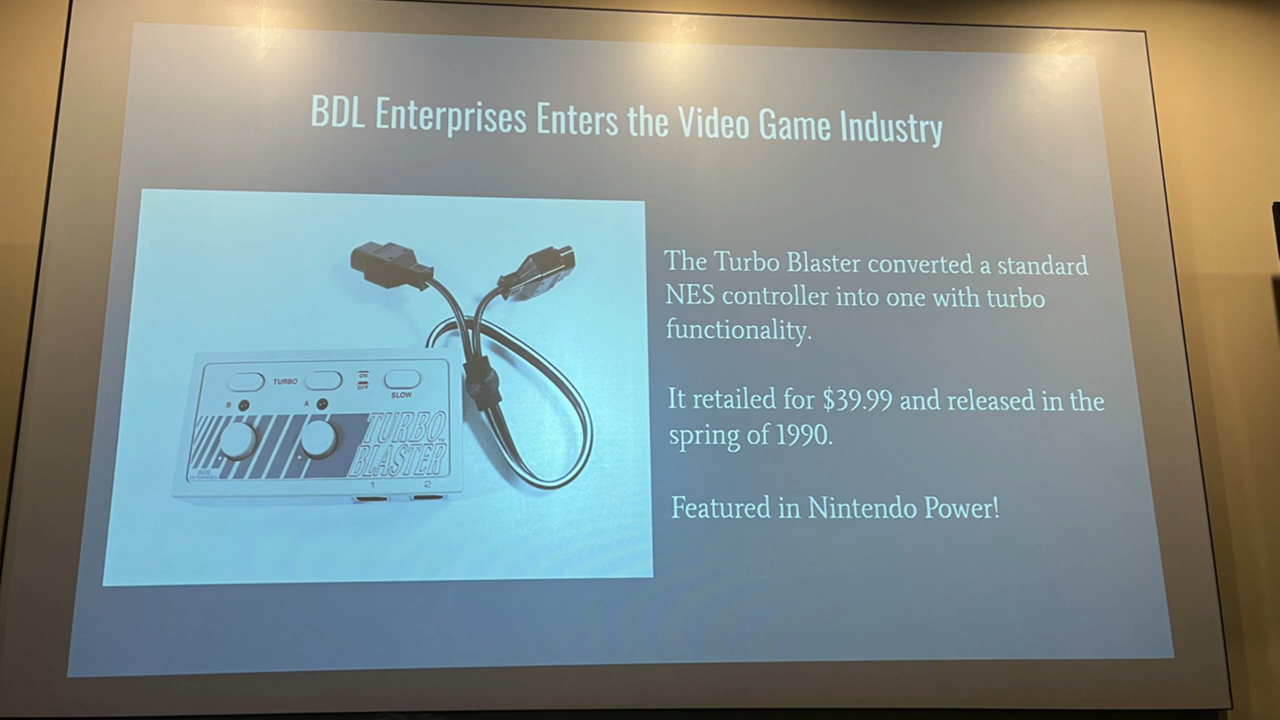 BDL Enterprises Enters the Video Game Industry
The Turbo Blaster converted a standard
NES controller into one with turbo
functionality.
It retailed for $39.99 and released in the
spring of 1990.
Featured in Nintendo Power!
TURBO
ON
OFF
SLOW
B
A
TURBO
BLASTER
BDL
1
2